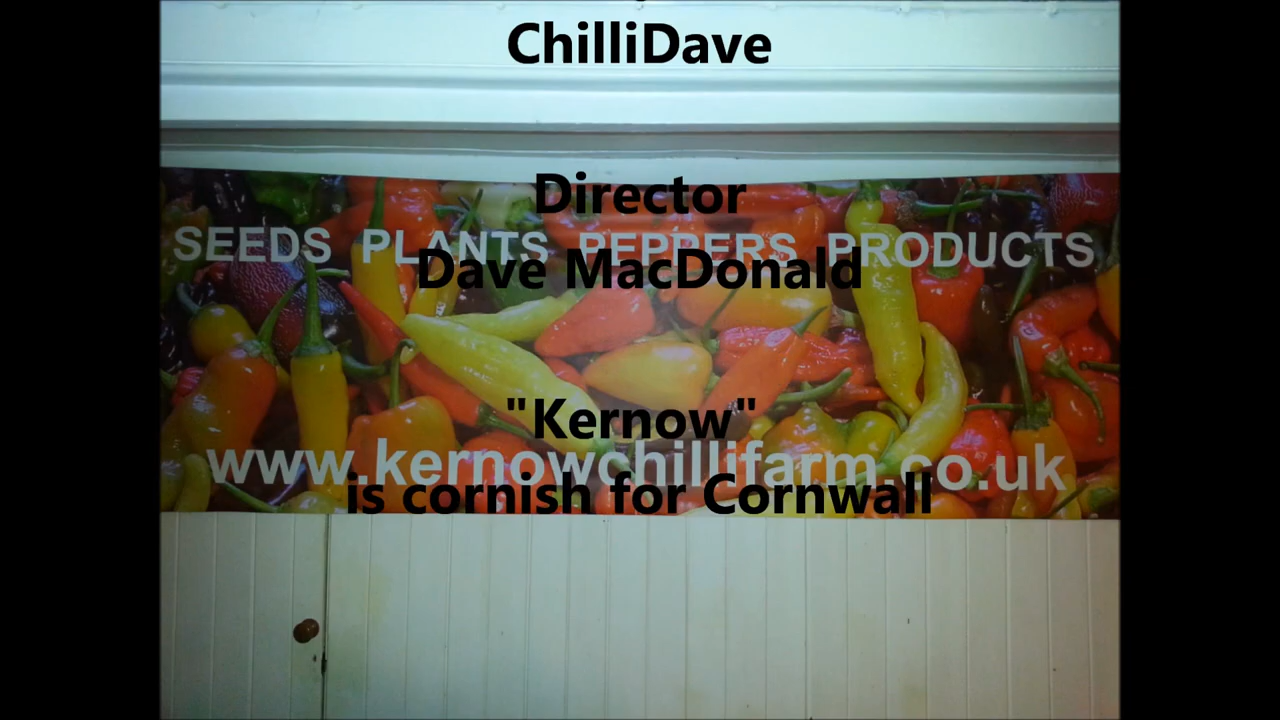 ChilliDave
Director
SEEDS PLANTS PEPPERS PRODUCTS
Dave MacDonald
"Kernow"
www.kernowchillifarm.co.uk
is cornish for Cornwall